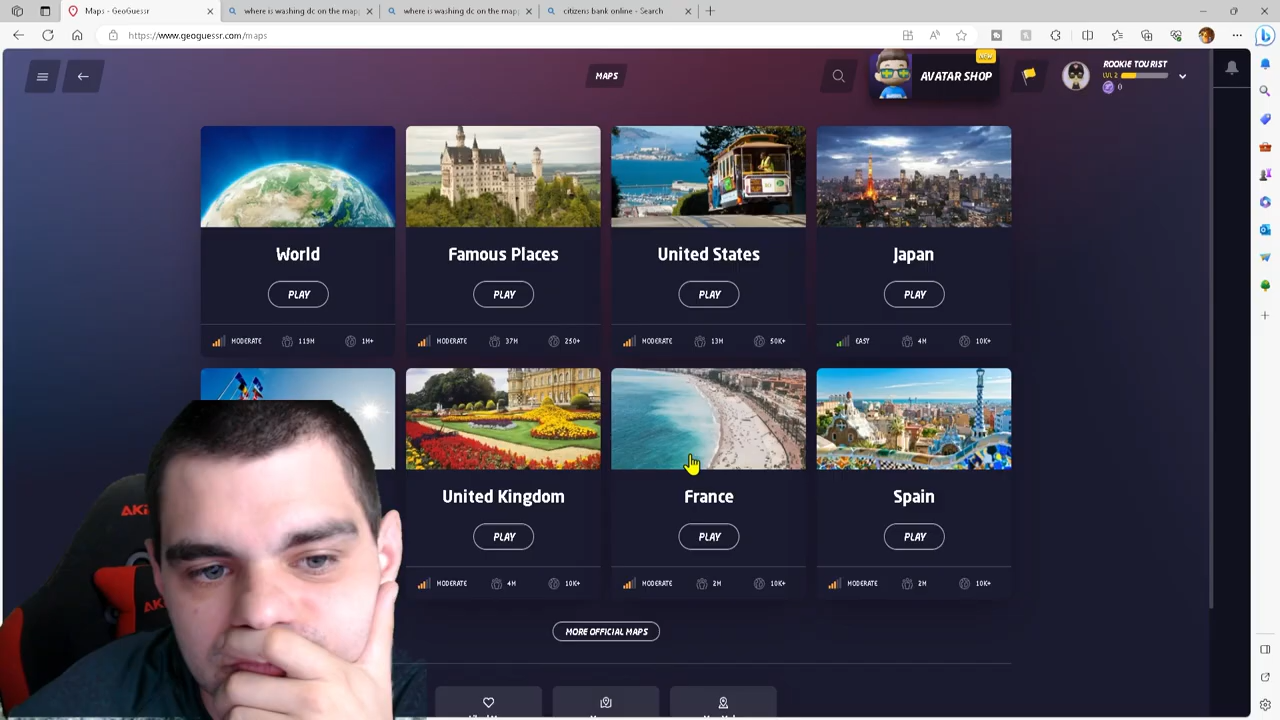 Maps - GeoGuessr
where is washing dc on the map
where is washing dc on the map
citizens bank online - Search
https://www.geoguessr.com/maps
MAPS
NEW
AVATAR SHOP
ROOKIE TOURIST
LVL 2
0
World
Famous Places
United States
Japan
PLAY
PLAY
PLAY
PLAY
MODERATE 119M 1M+
MODERATE 37M 250+
MODERATE 13M 50K+
EASY 4M 10K+
United Kingdom
France
Spain
PLAY
PLAY
PLAY
MODERATE 4M 10K+
MODERATE 2M 10K+
MODERATE 2M 10K+
MORE OFFICIAL MAPS